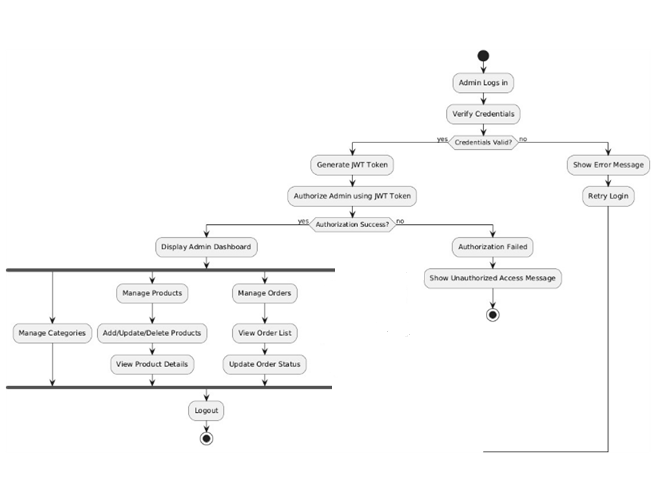 Admin Logs in
Verify Credentials
yes
Credentials Valid?
no
Generate JWT Token
Show Error Message
Authorize Admin using JWT Token
Retry Login
yes
Authorization Success?
no
Display Admin Dashboard
Authorization Failed
Show Unauthorized Access Message
Manage Products
Manage Orders
Manage Categories
Add/Update/Delete Products
View Order List
View Product Details
Update Order Status
Logout